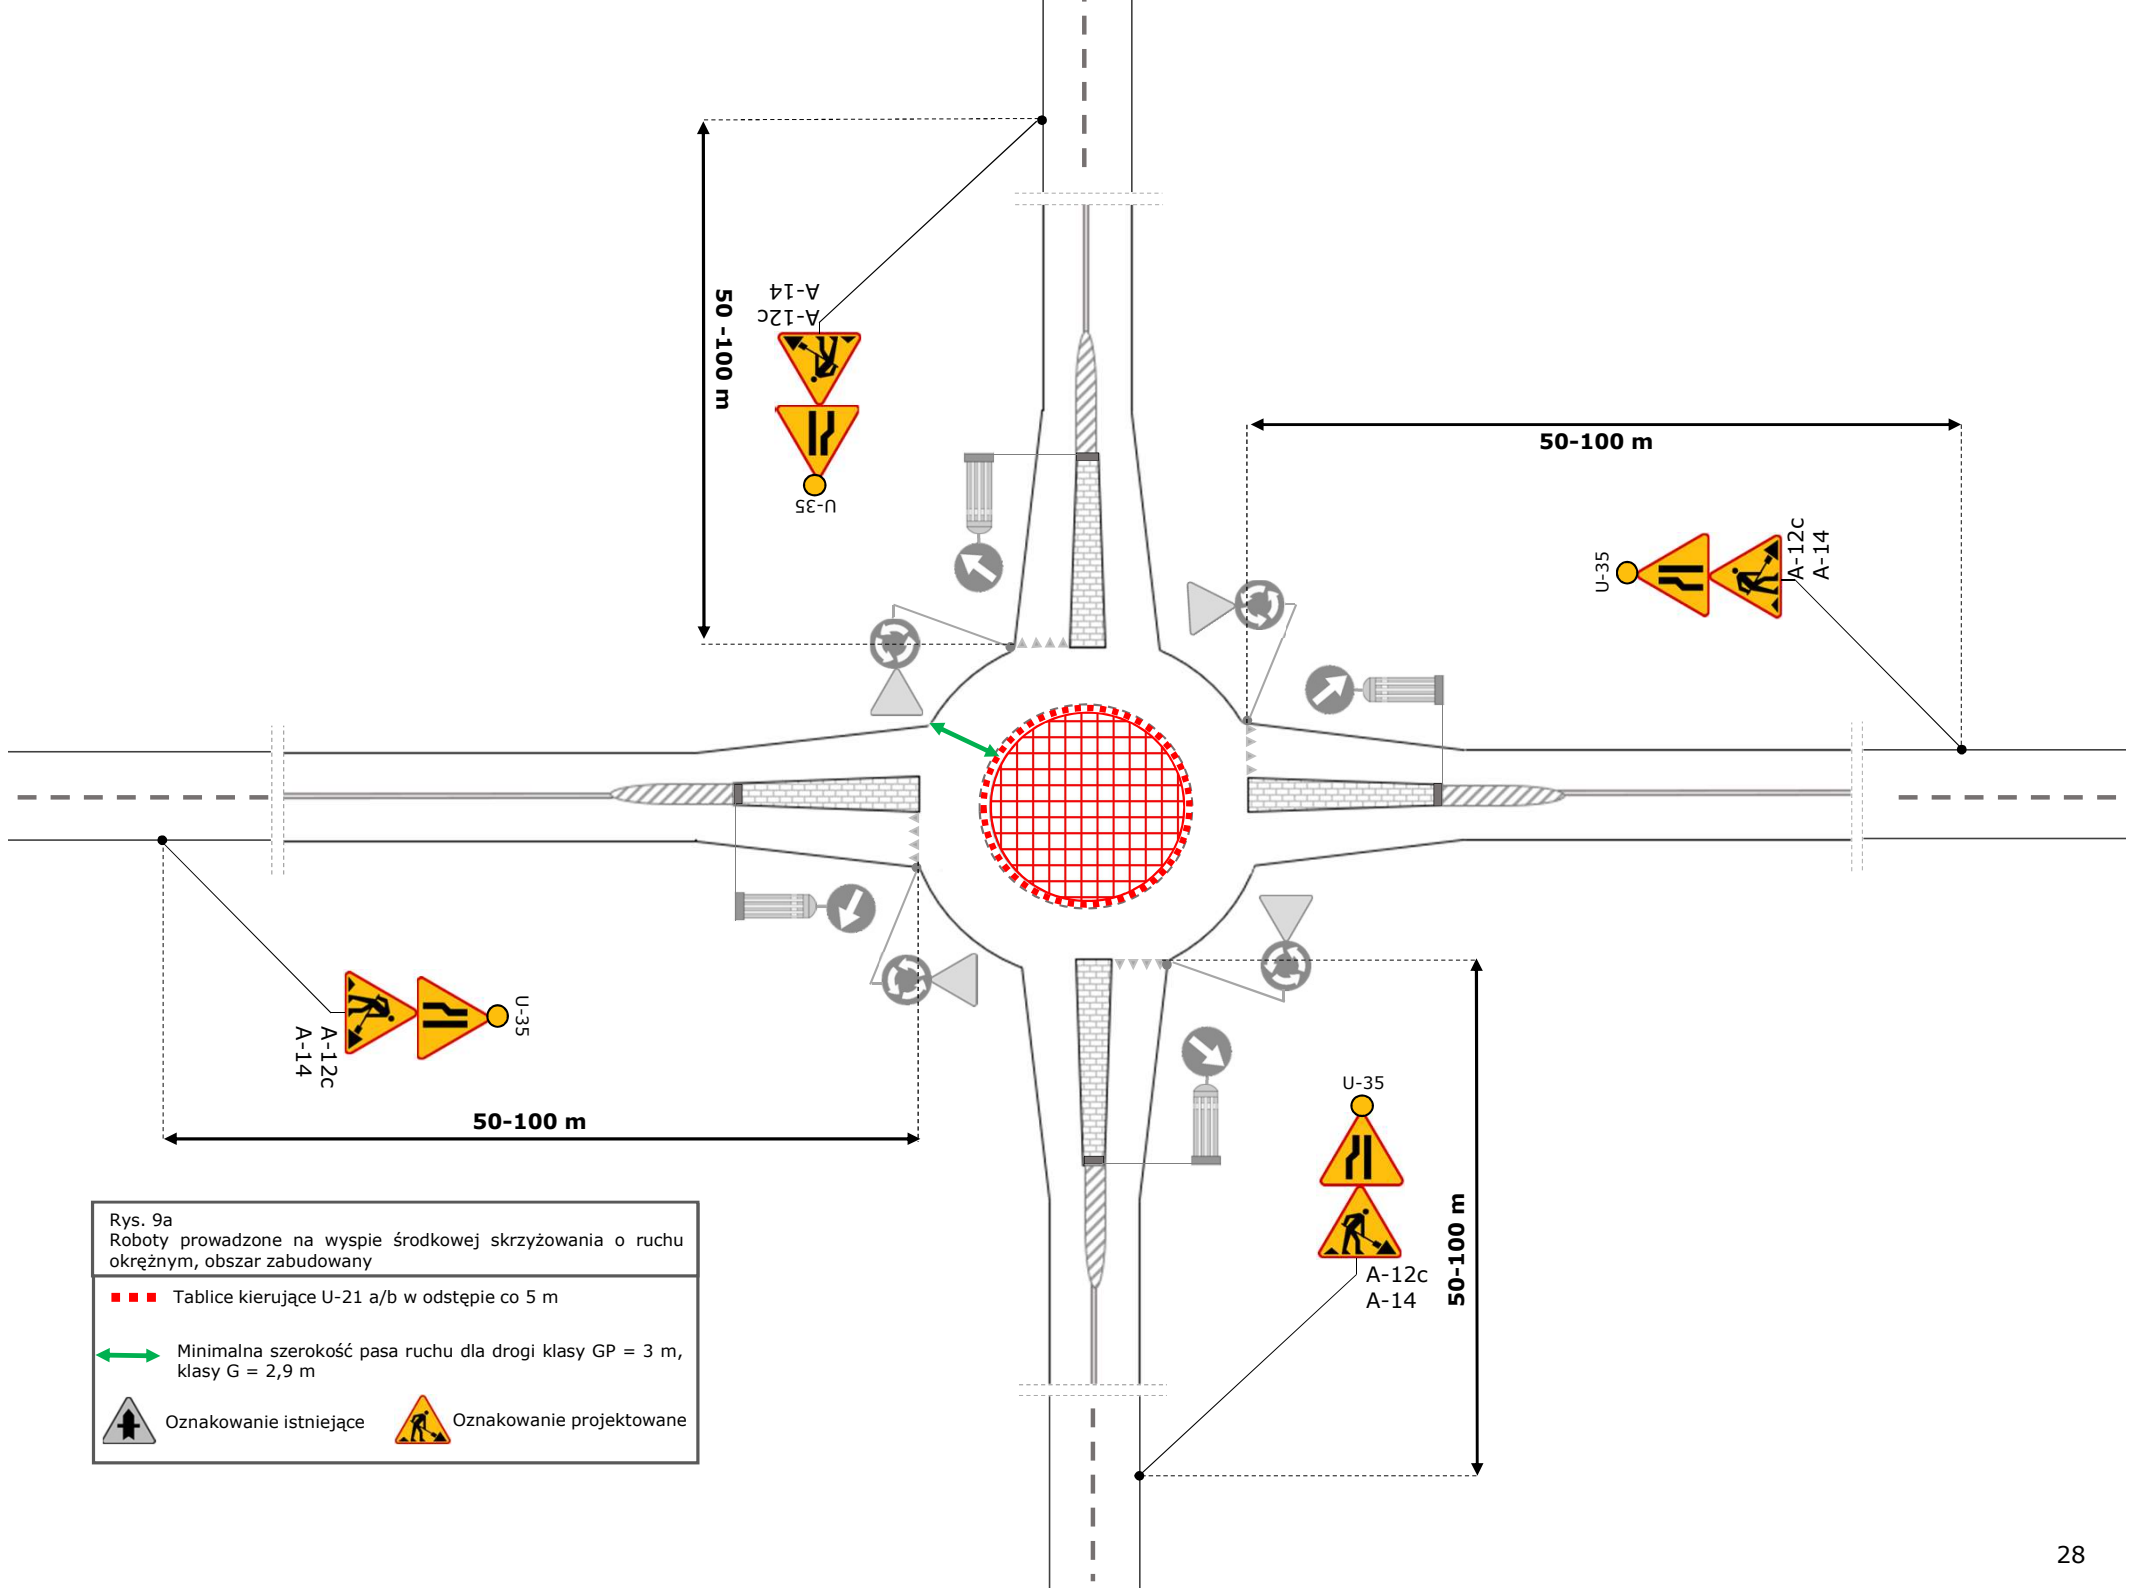 A-14
A-12c
50 -100 m
U-35
50-100 m
U-35
A-12c
A-14
U-35
A-12c
A-14
50-100 m
U-35
A-12c
A-14
50-100 m
Rys. 9a
Roboty prowadzone na wyspie środkowej skrzyżowania o ruchu
okrężnym, obszar zabudowany
Tablice kierujące U-21 a/b w odstępie co 5 m
Minimalna szerokość pasa ruchu dla drogi klasy GP = 3 m,
klasy G = 2,9 m
Oznakowanie istniejące
Oznakowanie projektowane
28